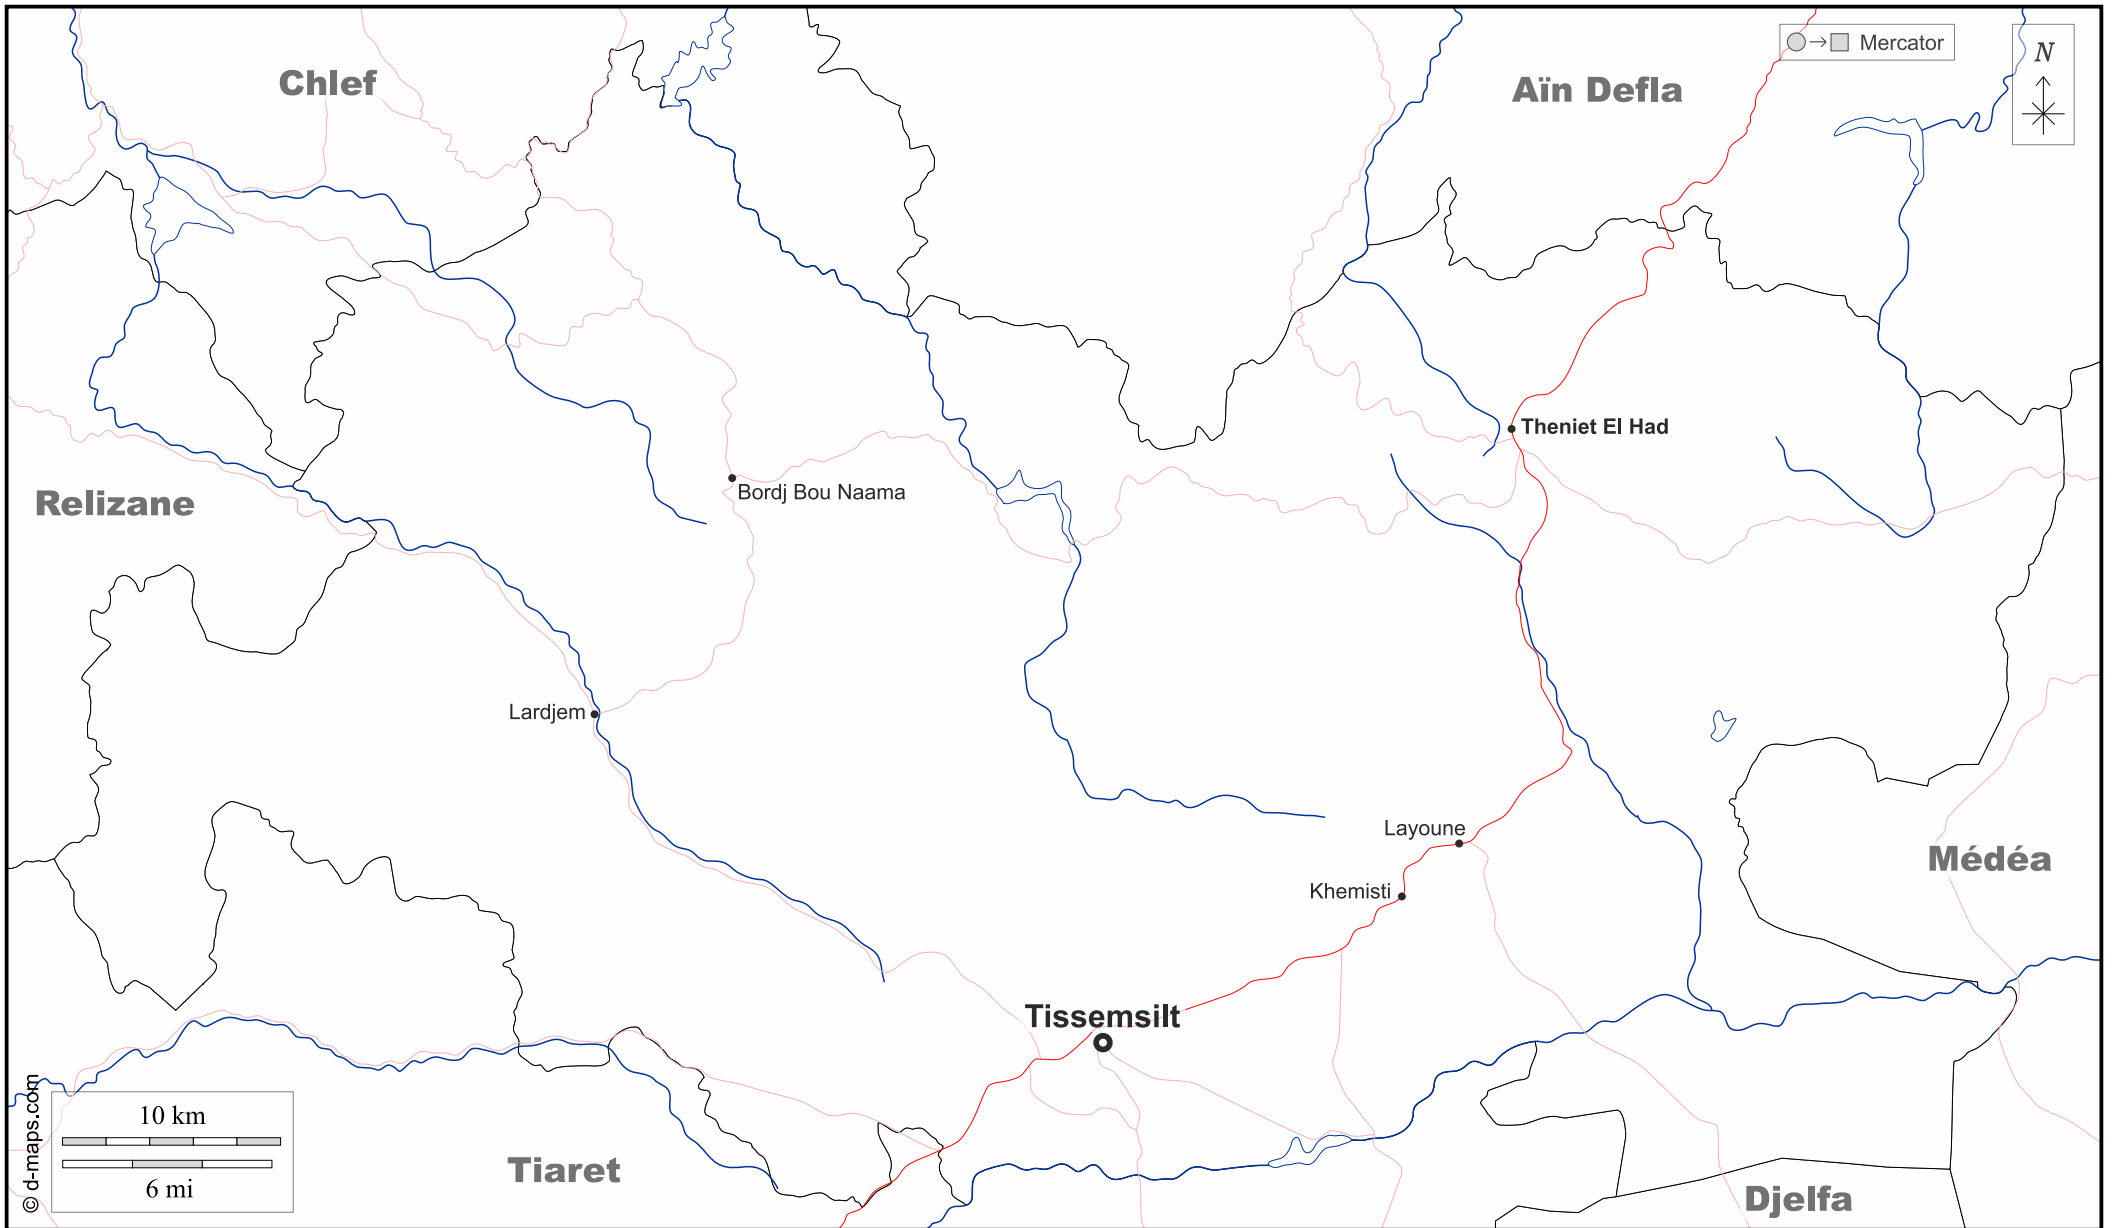 Chlef
Aïn Defla
Mercator
N
Theniet El Had
Relizane
Bordj Bou Naama
Lardjem
Layoune
Médéa
Khemisti
Tissemsilt
© d-maps.com
10 km
6 mi
Tiaret
Djelfa